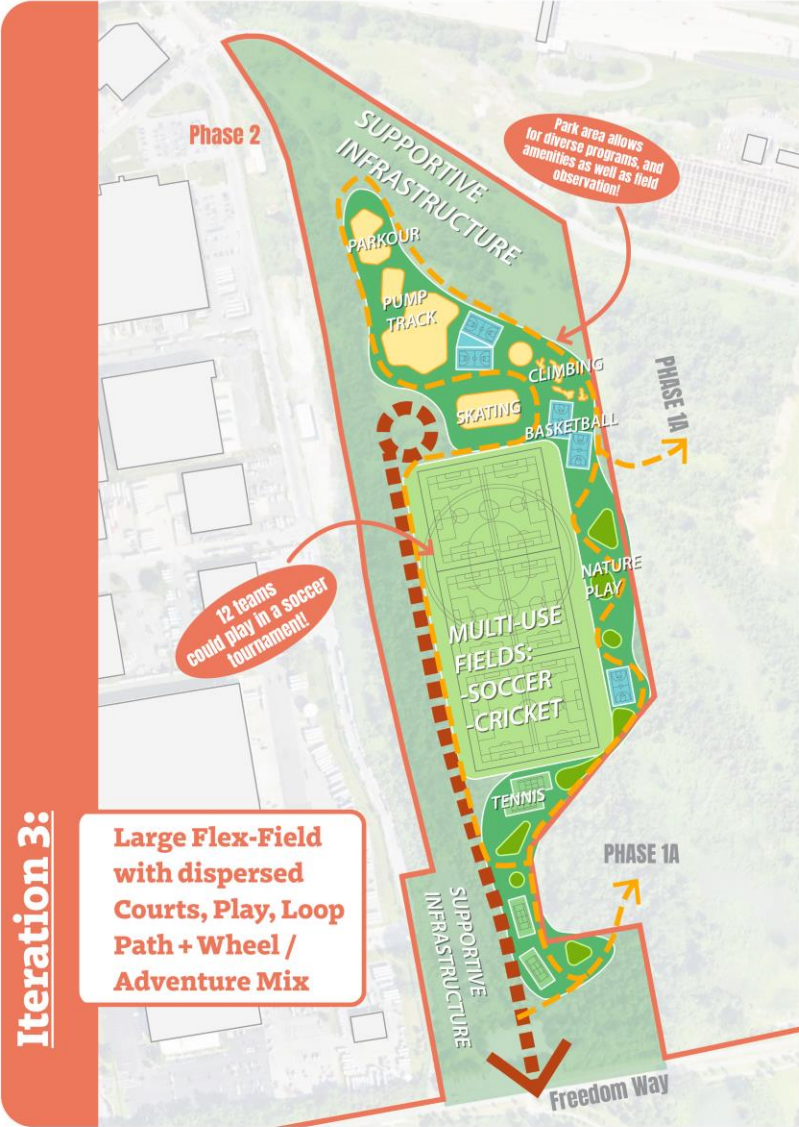 Phase 2
SUPPORTIVE
INFRASTRUCTURE
Park area allows
for diverse programs, and
amenities as well as field
observation!
PARKOUR
PUMP
TRACK
CLIMBING
SKATING
BASKETBALL
PHASE 1A
12 teams
could play in a soccer
tournament!
NATURE
PLAY
MULTI-USE
FIELDS:
-SOCCER
-CRICKET
TENNIS
PHASE 1A
Iteration 3:
Large Flex-Field
with dispersed
Courts, Play, Loop
Path + Wheel /
Adventure Mix
SUPPORTIVE
INFRASTRUCTURE
Freedom Way